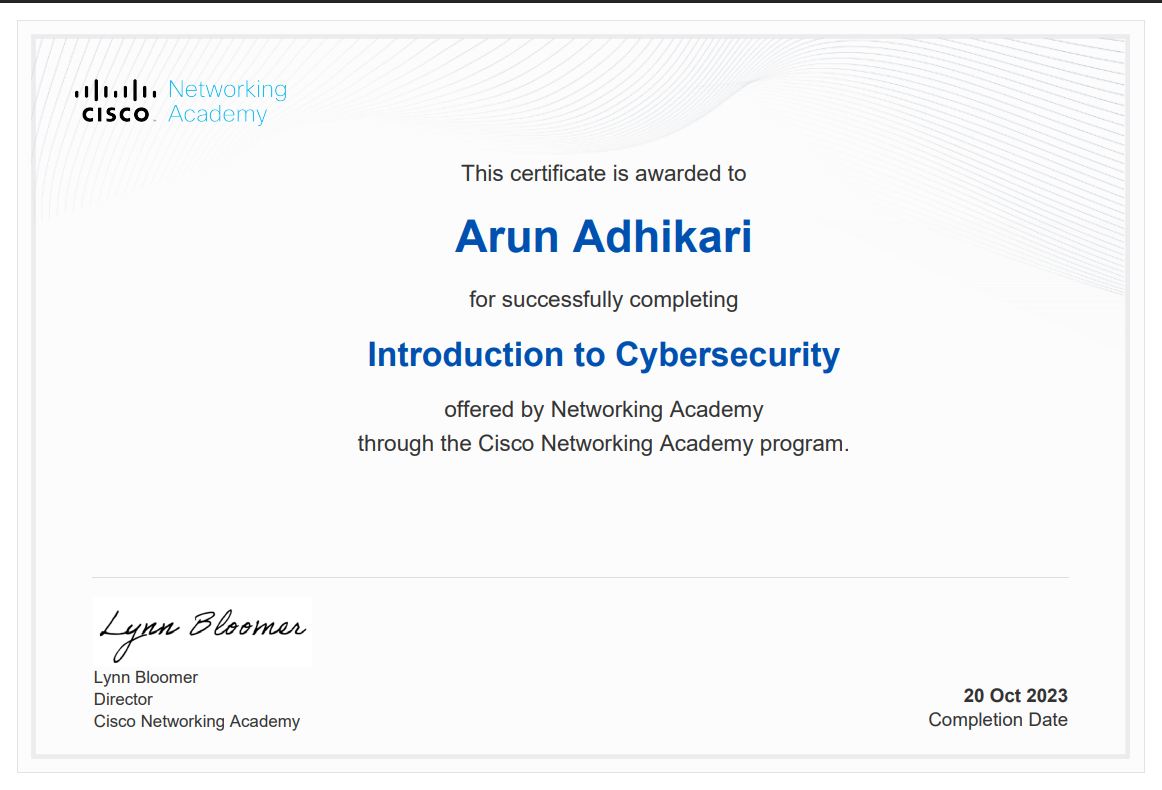 Networking
CISCO Academy
This certificate is awarded to
Arun Adhikari
for successfully completing
Introduction to Cybersecurity
offered by Networking Academy
through the Cisco Networking Academy program.
Lynn Bloomer
Lynn Bloomer
Director
Cisco Networking Academy
20 Oct 2023
Completion Date